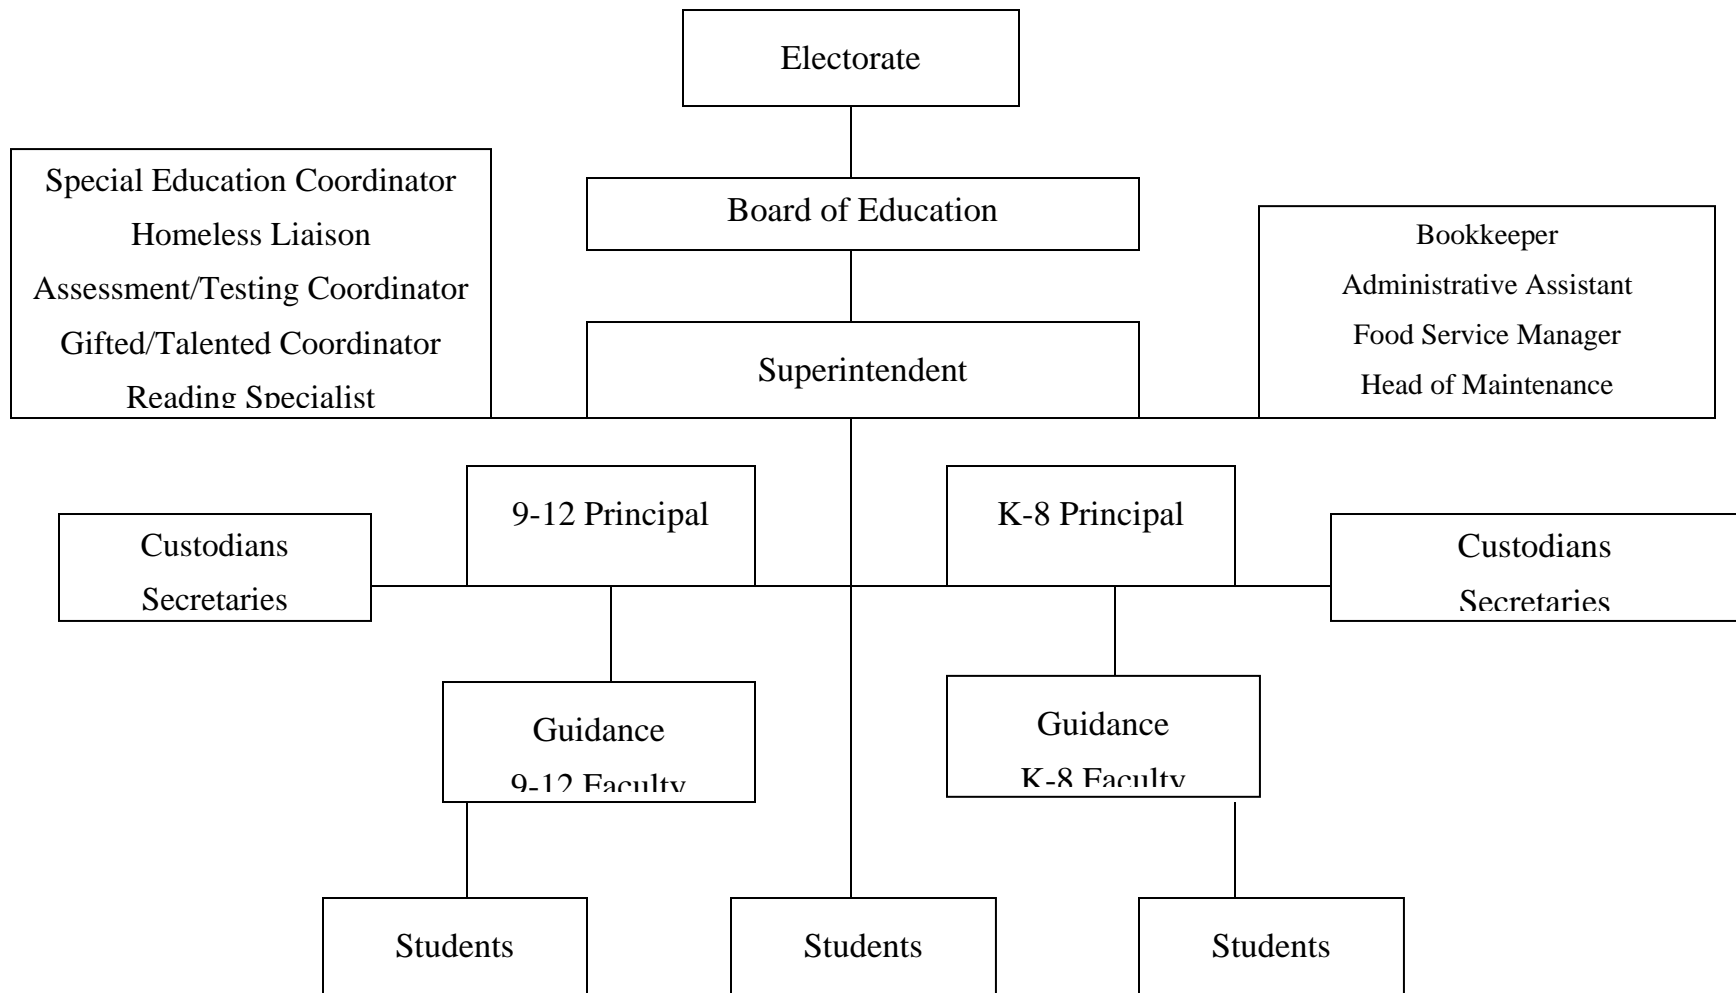 Electorate
Special Education Coordinator
Homeless Liaison
Assessment/Testing Coordinator
Gifted/Talented Coordinator
Reading Specialist
Board of Education
Bookkeeper
Administrative Assistant
Food Service Manager
Head of Maintenance
Superintendent
9-12 Principal
K-8 Principal
Custodians
Secretaries
Custodians
Secretaries
Guidance
9-12 Faculty
Guidance
K-8 Faculty
Students
Students
Students